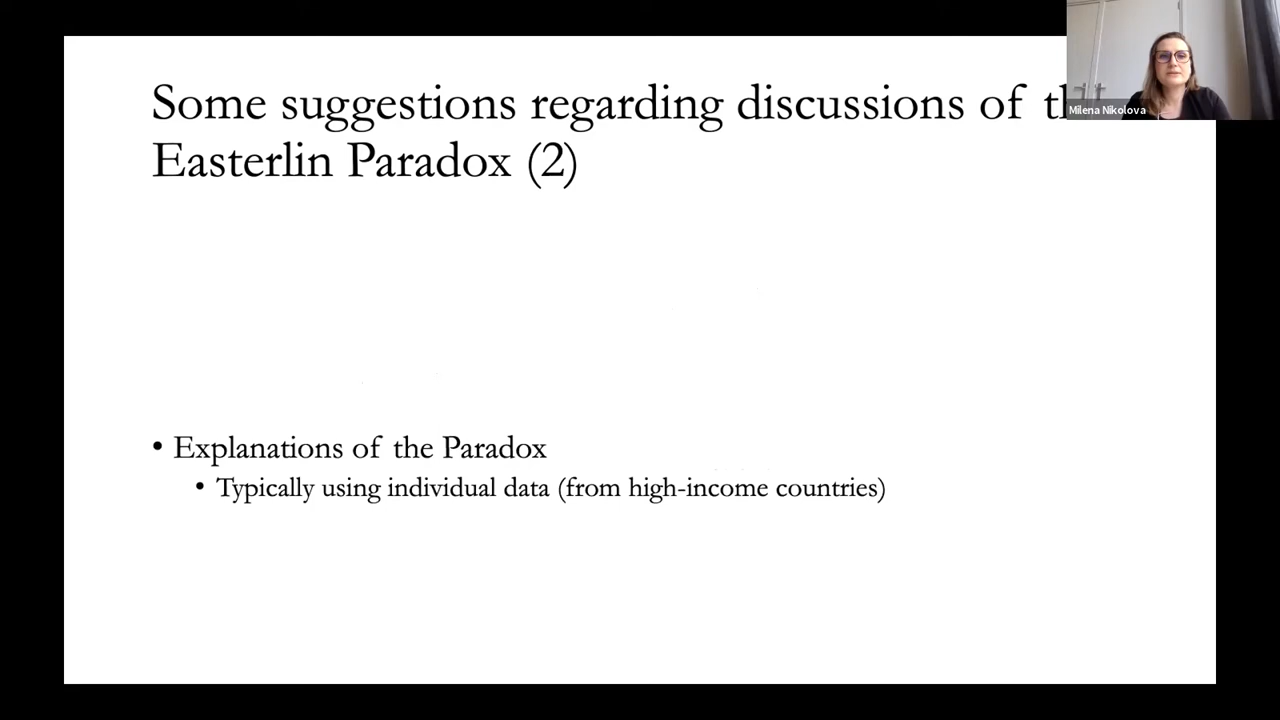 Some suggestions regarding discussions of
Easterlin Paradox (2)
Milena Nikolova
• Explanations of the Paradox
• Typically using individual data (from high-income countries)